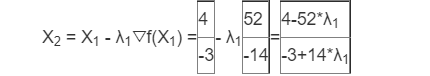 X₂ = X₁ - λ₁▽f(X₁) = 4 - λ₁ 52 = 4-52*λ₁
-3 -14 -3+14*λ₁